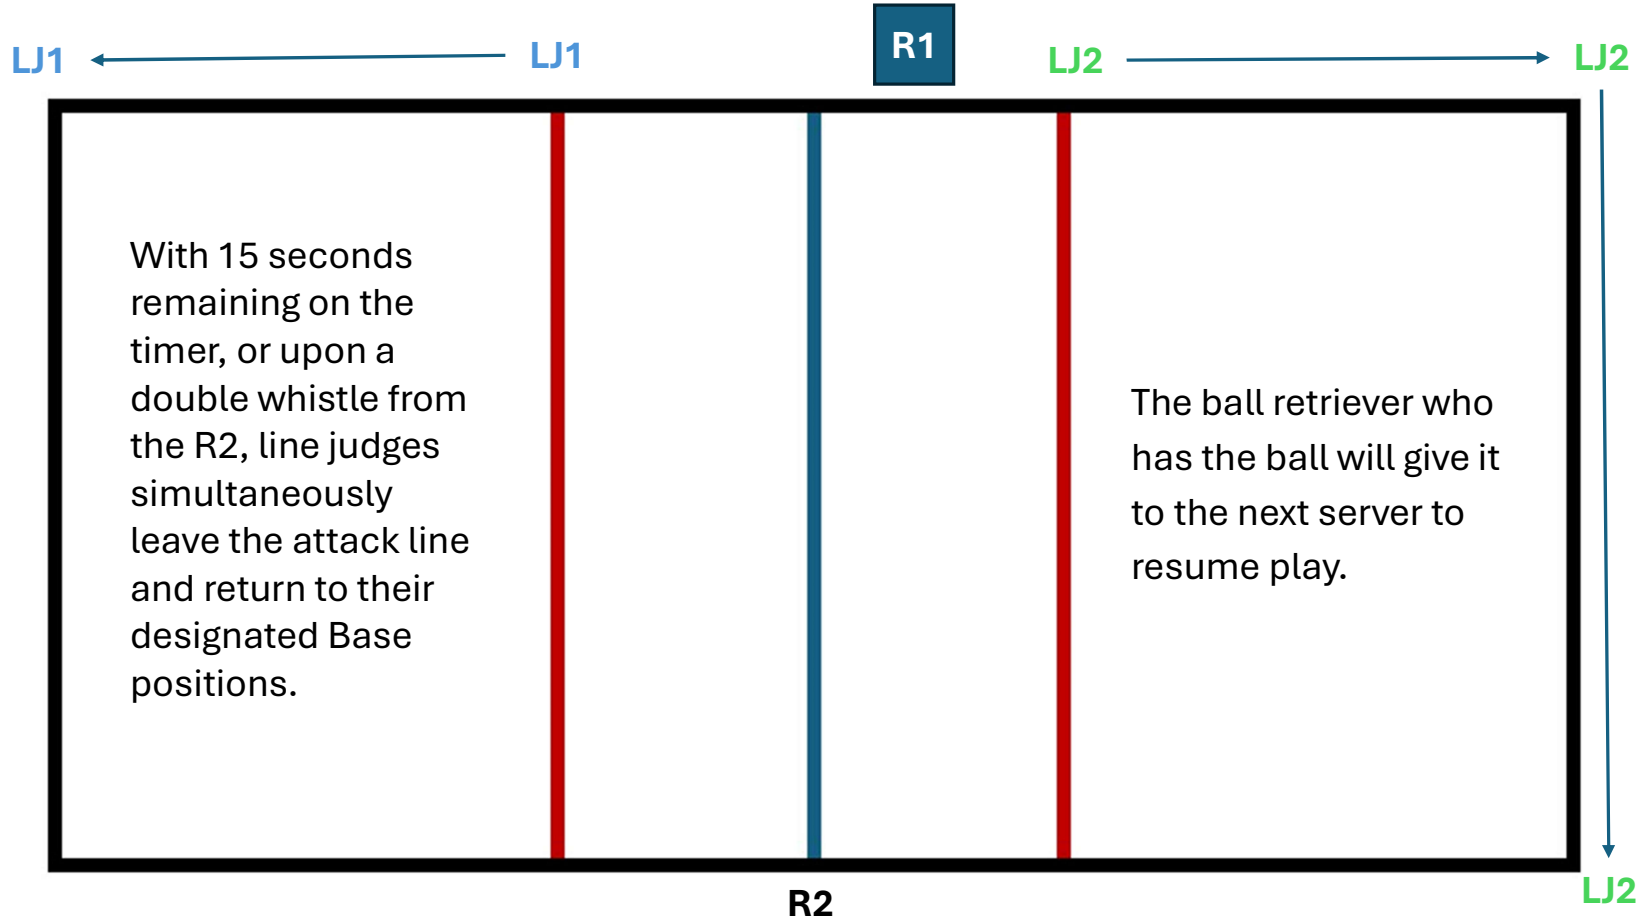 LJ1
LJ1
R1
LJ2
LJ2
With 15 seconds
remaining on the
timer, or upon a
double whistle from
the R2, line judges
simultaneously
leave the attack line
and return to their
designated Base
positions.
The ball retriever who
has the ball will give it
to the next server to
resume play.
R2
LJ2